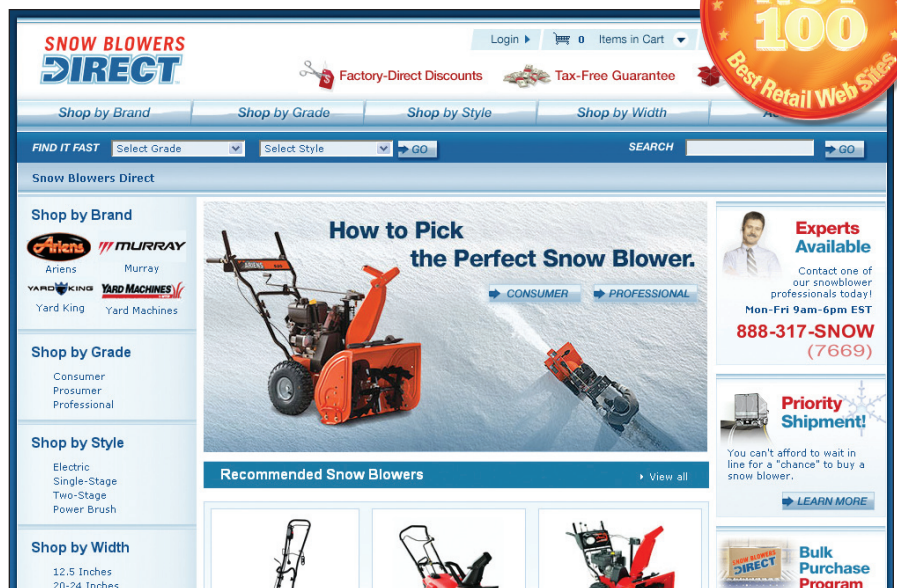 HOT
100
Best Retail Web Sites
SNOW BLOWERS
DIRECT
Login
0 Items in Cart
Factory-Direct Discounts
Tax-Free Guarantee
Shop by Brand
Shop by Grade
Shop by Style
Shop by Width
FIND IT FAST
Select Grade
Select Style
GO
SEARCH
GO
Snow Blowers Direct
Shop by Brand
Ariens
MURRAY
Ariens
Murray
YARD KING
YARD MACHINES
Yard King
Yard Machines
Shop by Grade
Consumer
Prosumer
Professional
Shop by Style
Electric
Single-Stage
Two-Stage
Power Brush
Shop by Width
12.5 Inches
20-24 Inches
How to Pick
the Perfect Snow Blower.
CONSUMER
PROFESSIONAL
ARIENS
Recommended Snow Blowers
View all
Experts
Available
Contact one of
our snowblower
professionals today!
Mon-Fri 9am-6pm EST
888-317-SNOW
(7669)
Priority
Shipment!
You can't afford to wait in
line for a "chance" to buy a
snow blower.
LEARN MORE
SNOW BLOWERS
DIRECT
Bulk
Purchase
Program